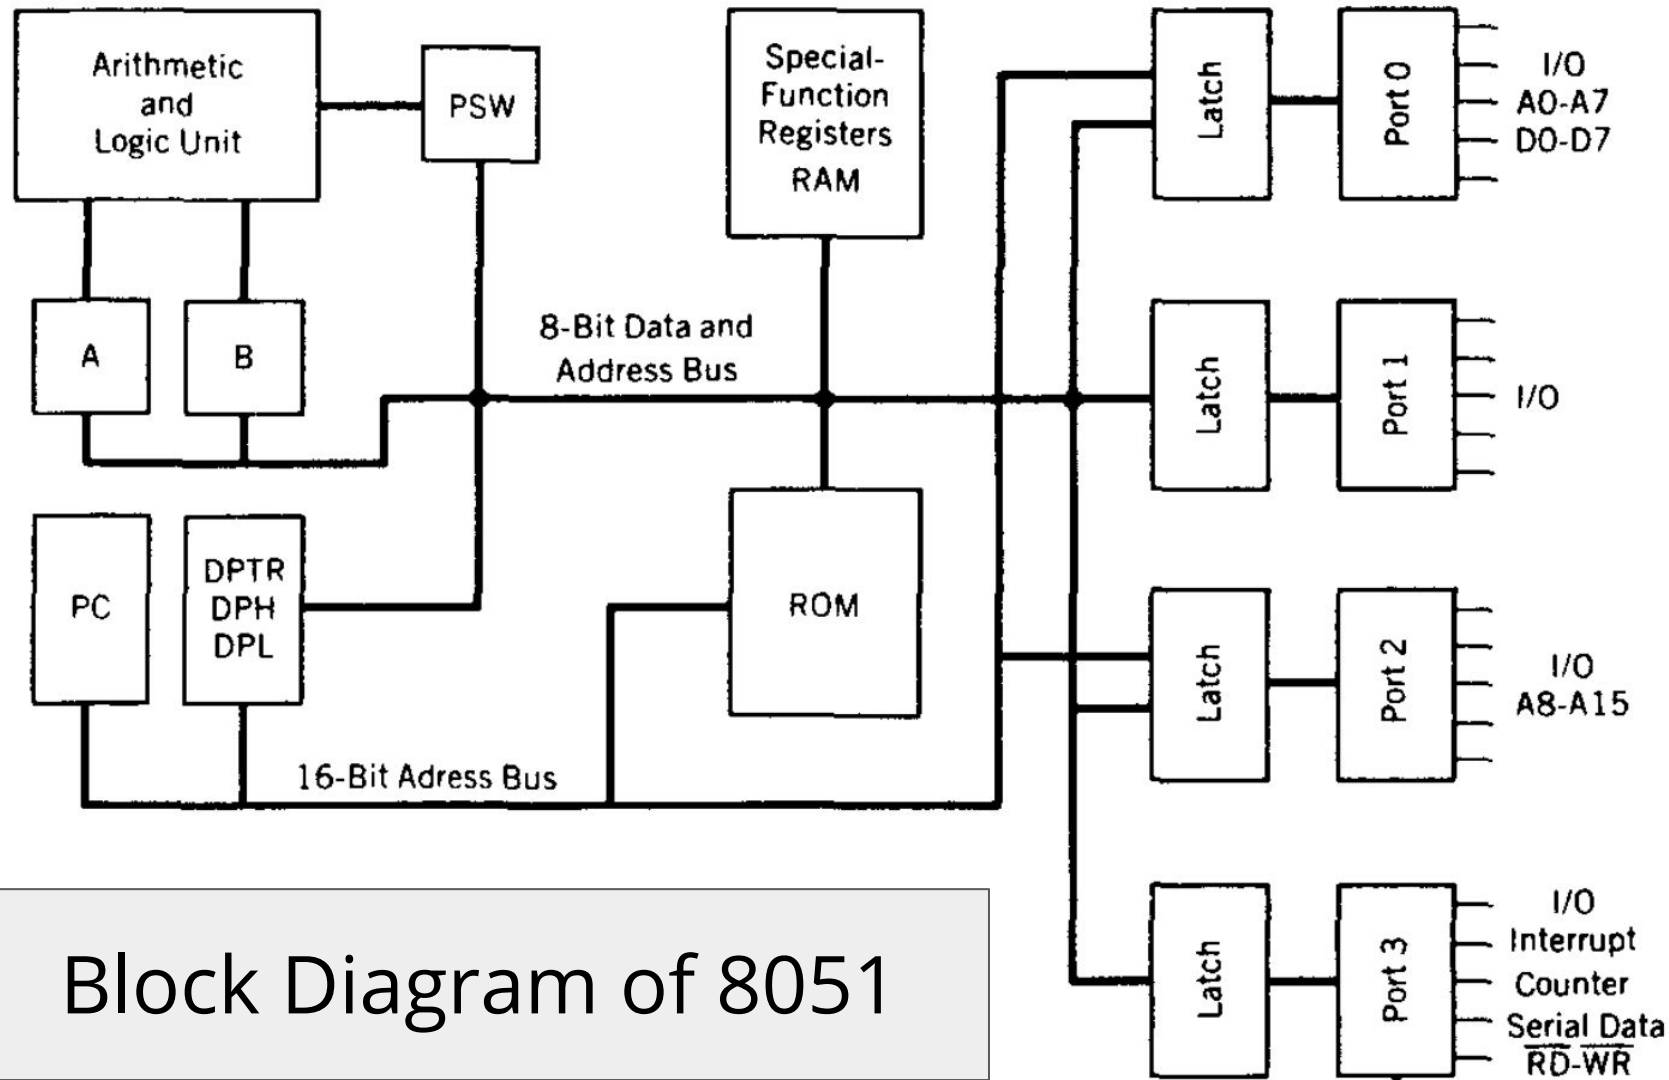 Arithmetic
and
Logic Unit
PSW
Special-
Function
Registers
RAM
Latch
Port 0
I/O
A0-A7
D0-D7
A
B
8-Bit Data and
Address Bus
Latch
Port 1
I/O
PC
DPTR
DPH
DPL
ROM
Latch
Port 2
I/O
A8-A15
16-Bit Adress Bus
Latch
Port 3
I/O
Interrupt
Counter
Serial Data
R̅D̅-W̅R̅
Block Diagram of 8051